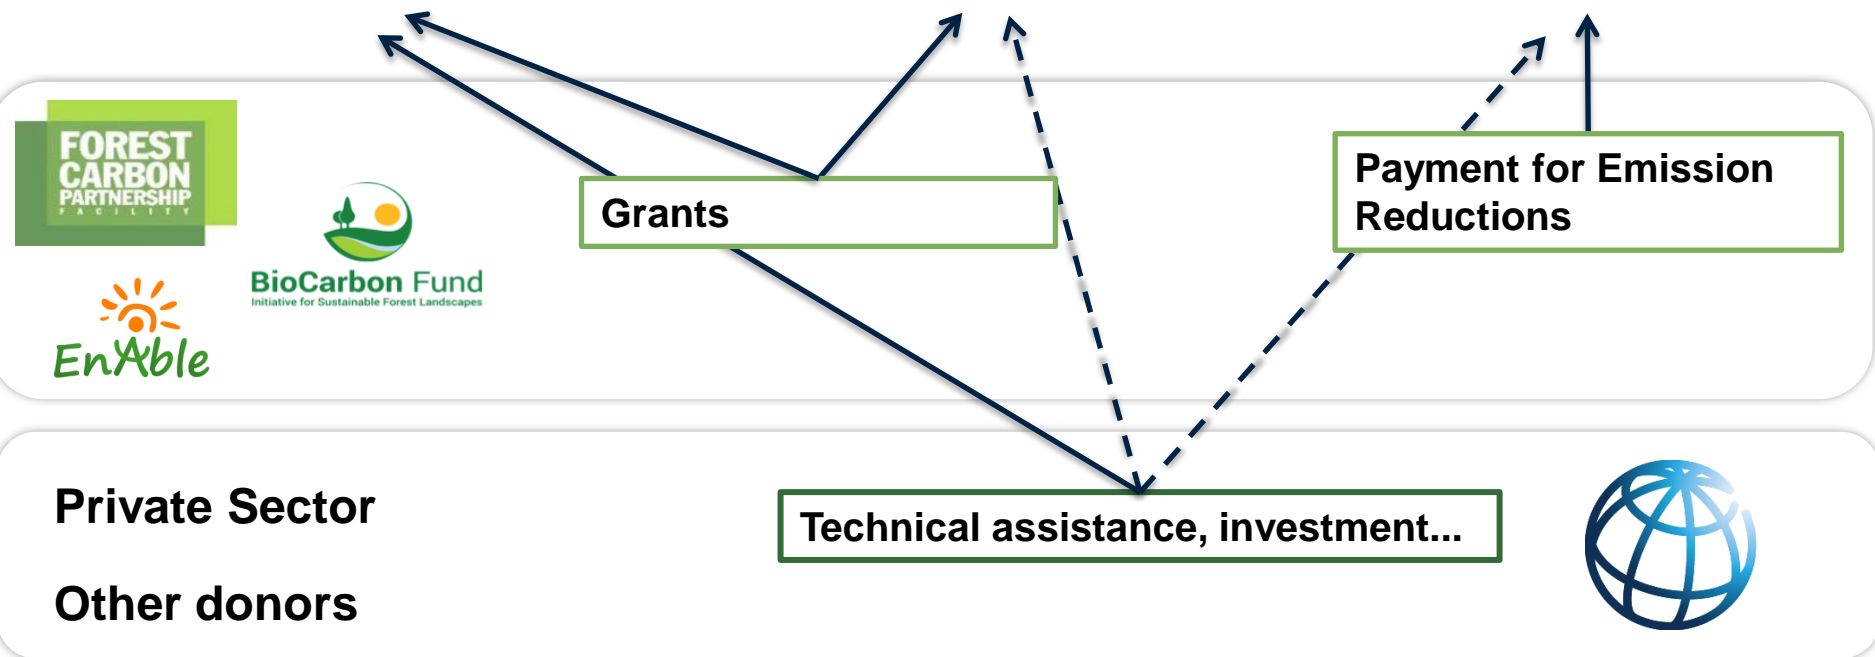 FOREST
CARBON
PARTNERSHIP
FACILITY
BioCarbon Fund
Initiative for Sustainable Forest Landscapes
EnAble
Grants
Payment for Emission
Reductions
Private Sector
Other donors
Technical assistance, investment...